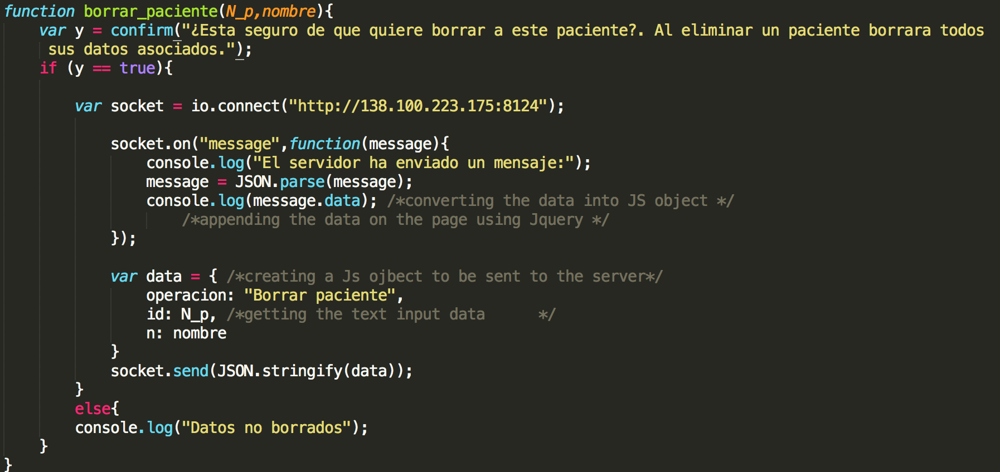 function borrar_paciente(N_p,nombre){
    var y = confirm("¿Esta seguro de que quiere borrar a este paciente?. Al eliminar un paciente borrara todos
     sus datos asociados.");
    if (y == true){
        var socket = io.connect("http://138.100.223.175:8124");
            socket.on("message",function(message){
                console.log("El servidor ha enviado un mensaje:");
                message = JSON.parse(message);
                console.log(message.data); /*converting the data into JS object */
                    /*appending the data on the page using Jquery */
            });
            var data = { /*creating a Js ojbect to be sent to the server*/
                operacion: "Borrar paciente",
                id: N_p, /*getting the text input data      */
                n: nombre
            }
            socket.send(JSON.stringify(data));
        }
        else{
        console.log("Datos no borrados");
    }
}